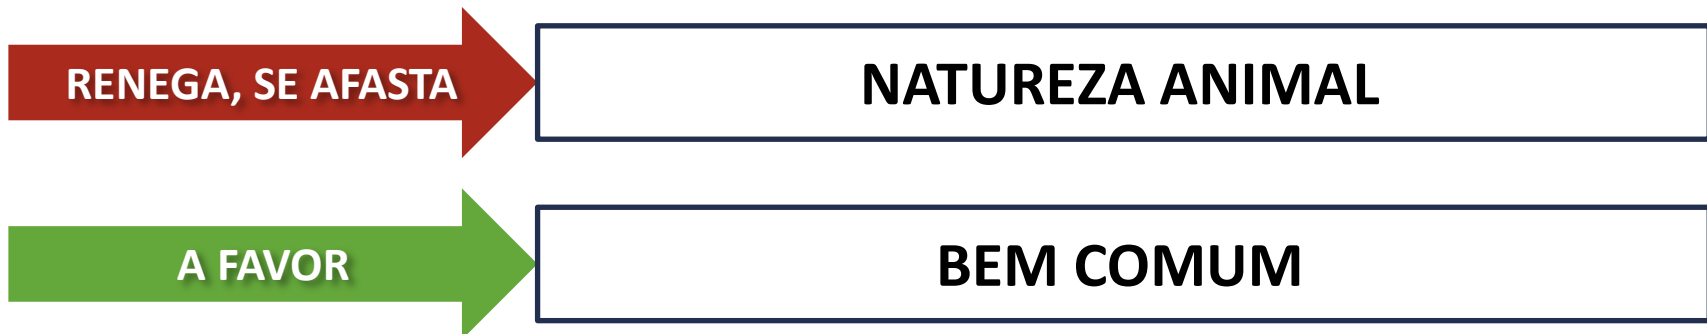 RENEGA, SE AFASTA
NATUREZA ANIMAL
A FAVOR
BEM COMUM